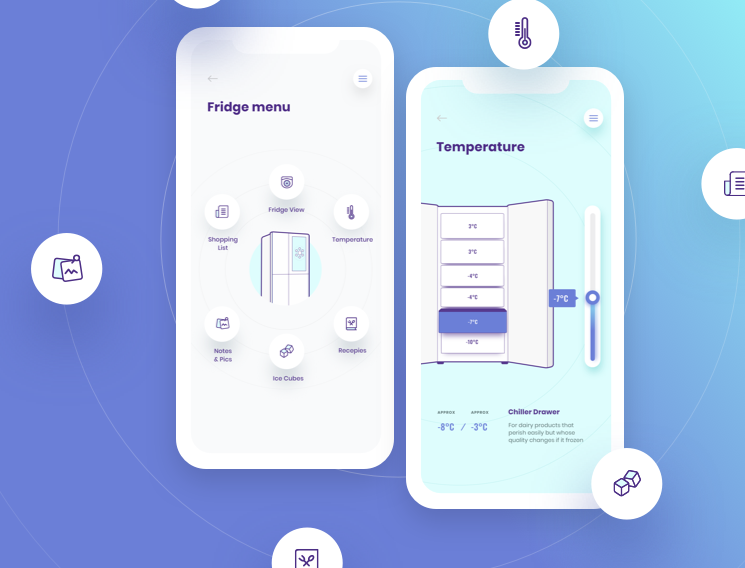 Fridge menu
Fridge View
Shopping
List
Temperature
Notes
& Pics
Recepies
Ice Cubes
Temperature
3°C
3°C
-4°C
-4°C
-7°C
-18°C
-7°C
APPROX
APPROX
-8°C / -3°C
Chiller Drawer
For dairy products that
perish easily but whose
quality changes if it frozen